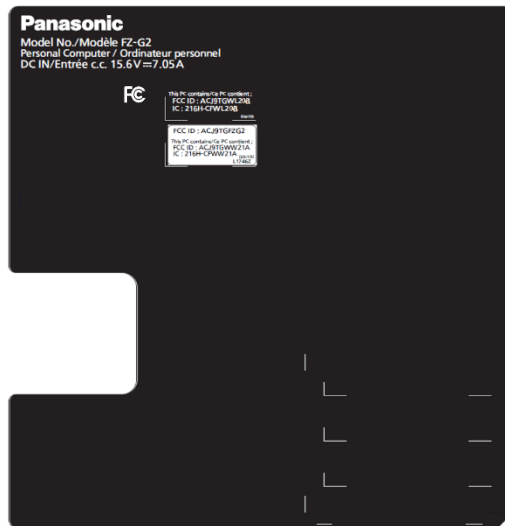 Panasonic
Model No./Modèle FZ-G2
Personal Computer / Ordinateur personnel
DC IN/Entrée c.c. 15.6V⎓7.05A
FC
This PC contains/Ce PC contient ;
FCC ID : ACJ9TGWL20B
IC : 216H-CFWL20B
FCC ID : ACJ9TGFZG2
This PC contains/Ce PC contient ;
FCC ID : ACJ9TGWW21A
IC : 216H-CFWW21A
L1746Z